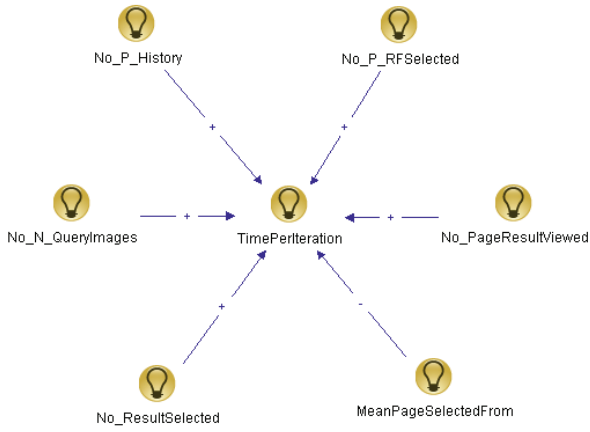 No_P_History
No_P_RFSelected
+
+
No_N_QueryImages
+
TimePerIteration
+
No_PageResultViewed
+
-
No_ResultSelected
MeanPageSelectedFrom